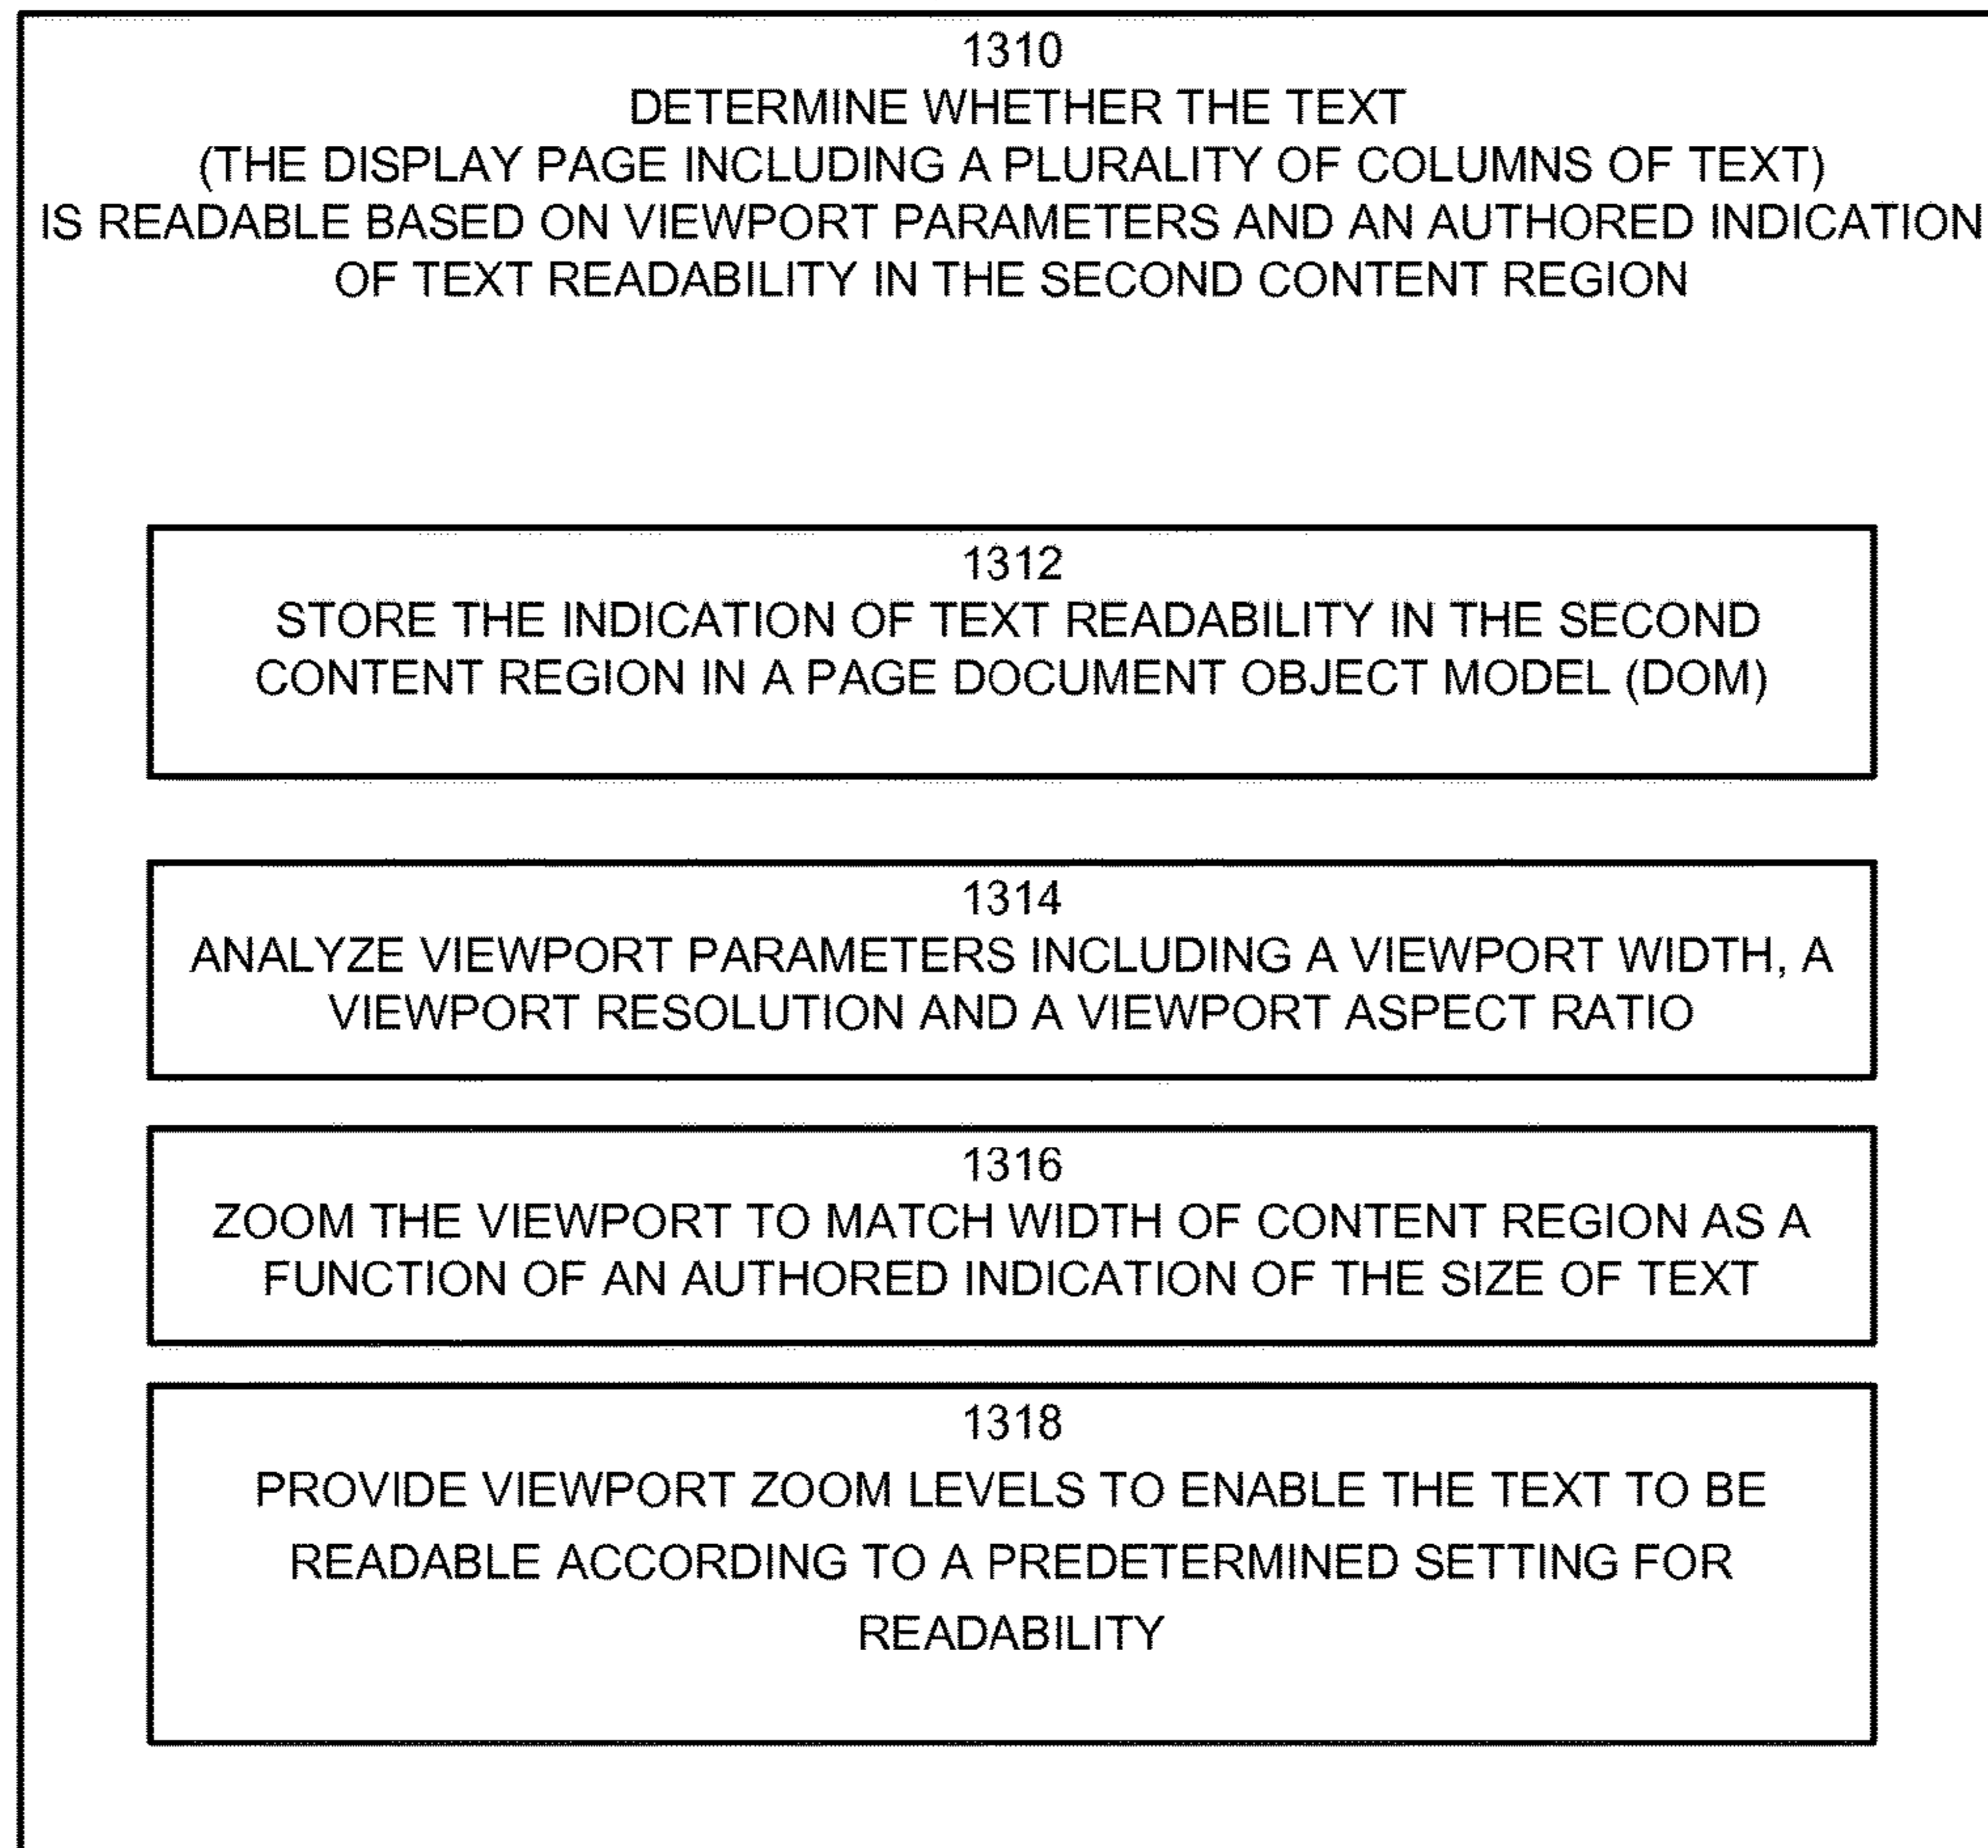 1310
DETERMINE WHETHER THE TEXT
(THE DISPLAY PAGE INCLUDING A PLURALITY OF COLUMNS OF TEXT)
IS READABLE BASED ON VIEWPORT PARAMETERS AND AN AUTHORED INDICATION
OF TEXT READABILITY IN THE SECOND CONTENT REGION
1312
STORE THE INDICATION OF TEXT READABILITY IN THE SECOND
CONTENT REGION IN A PAGE DOCUMENT OBJECT MODEL (DOM)
1314
ANALYZE VIEWPORT PARAMETERS INCLUDING A VIEWPORT WIDTH, A
VIEWPORT RESOLUTION AND A VIEWPORT ASPECT RATIO
1316
ZOOM THE VIEWPORT TO MATCH WIDTH OF CONTENT REGION AS A
FUNCTION OF AN AUTHORED INDICATION OF THE SIZE OF TEXT
1318
PROVIDE VIEWPORT ZOOM LEVELS TO ENABLE THE TEXT TO BE
READABLE ACCORDING TO A PREDETERMINED SETTING FOR
READABILITY